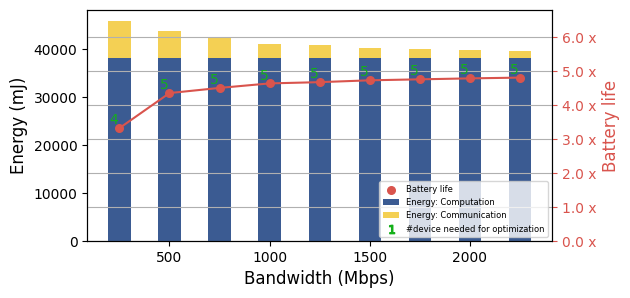 Energy (mJ)
40000
30000
20000
10000
0
4
5
5
5
5
5
5
5
5
6.0 x
5.0 x
4.0 x
3.0 x
2.0 x
1.0 x
0.0 x
Battery life
Battery life
Energy: Computation
Energy: Communication
1 #device needed for optimization
500
1000
1500
2000
Bandwidth (Mbps)